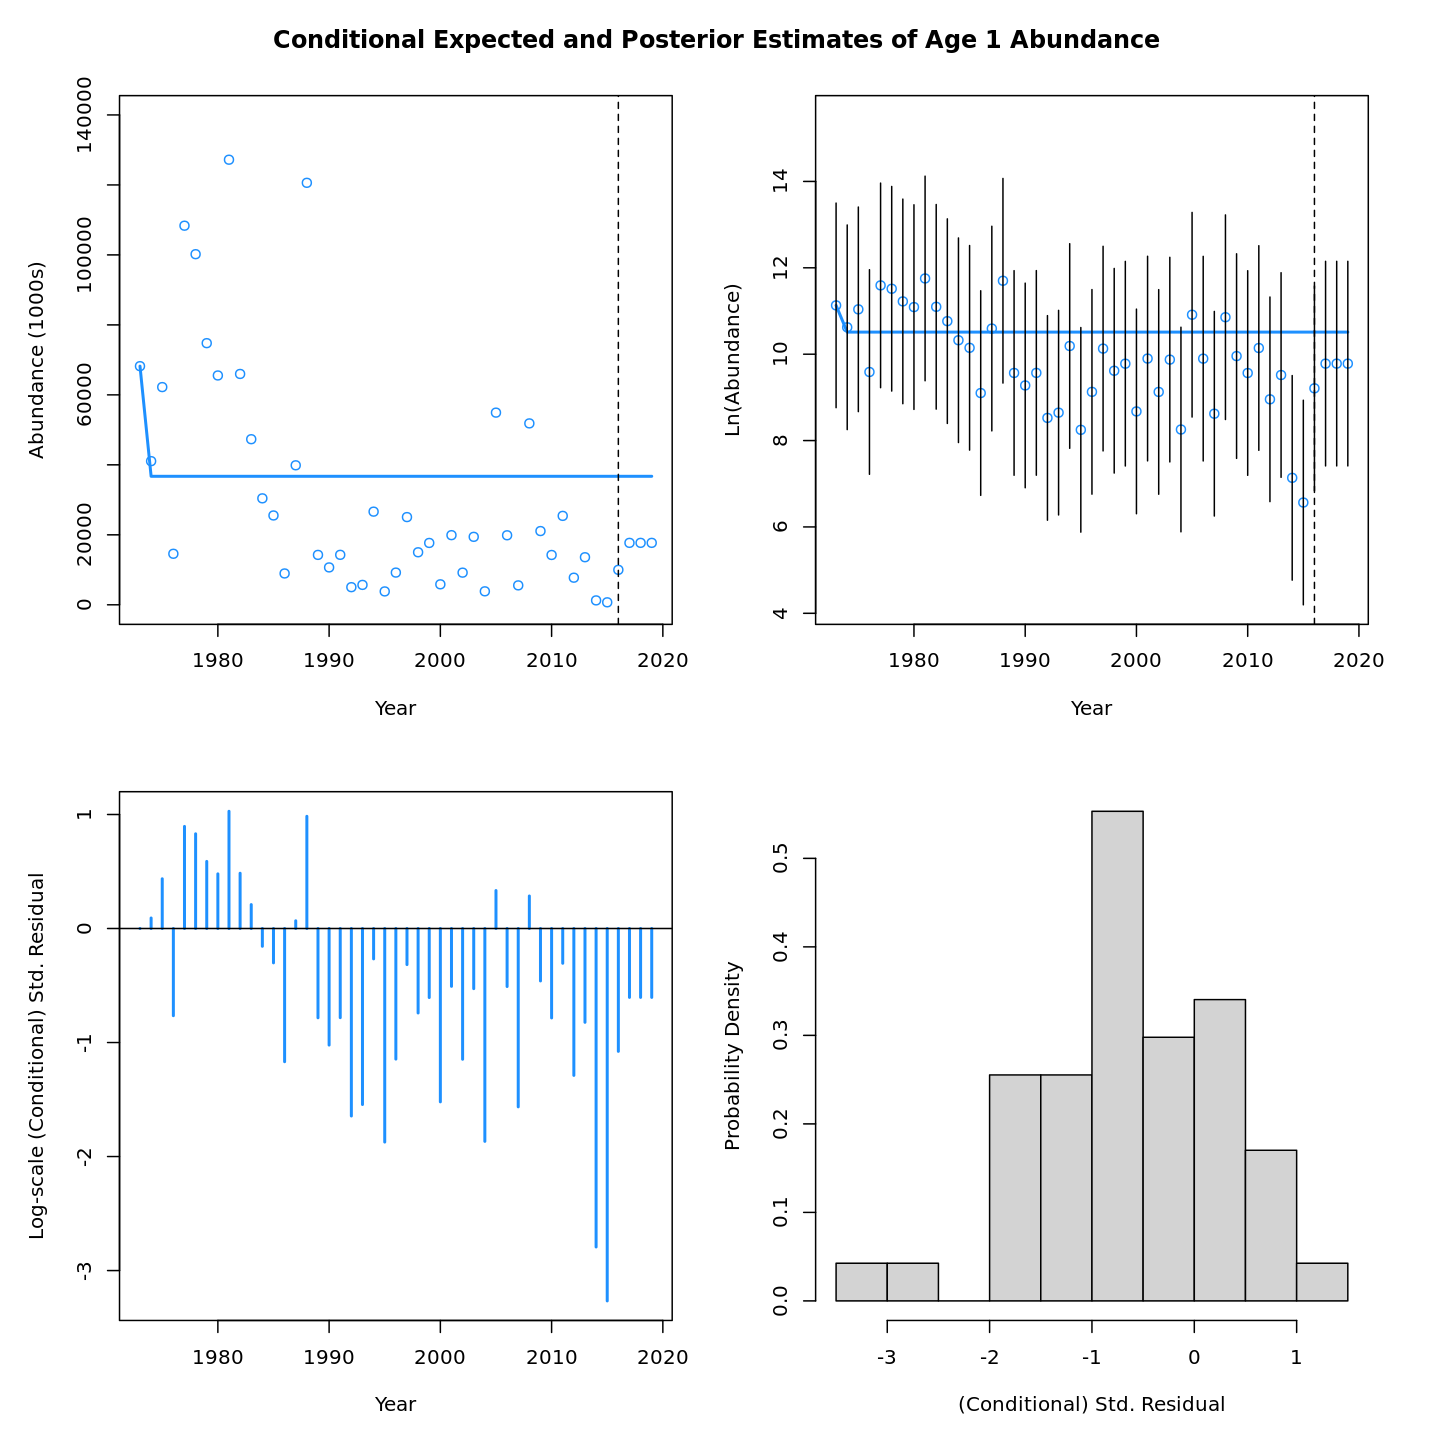 Conditional Expected and Posterior Estimates of Age 1 Abundance
Abundance (1000s)
0 20000 60000 100000 140000
1980 1990 2000 2010 2020
Year
Ln(Abundance)
4 6 8 10 12 14
1980 1990 2000 2010 2020
Year
Log-scale (Conditional) Std. Residual
-3 -2 -1 0 1
1980 1990 2000 2010 2020
Year
Probability Density
0.0 0.1 0.2 0.3 0.4 0.5
-3 -2 -1 0 1
(Conditional) Std. Residual